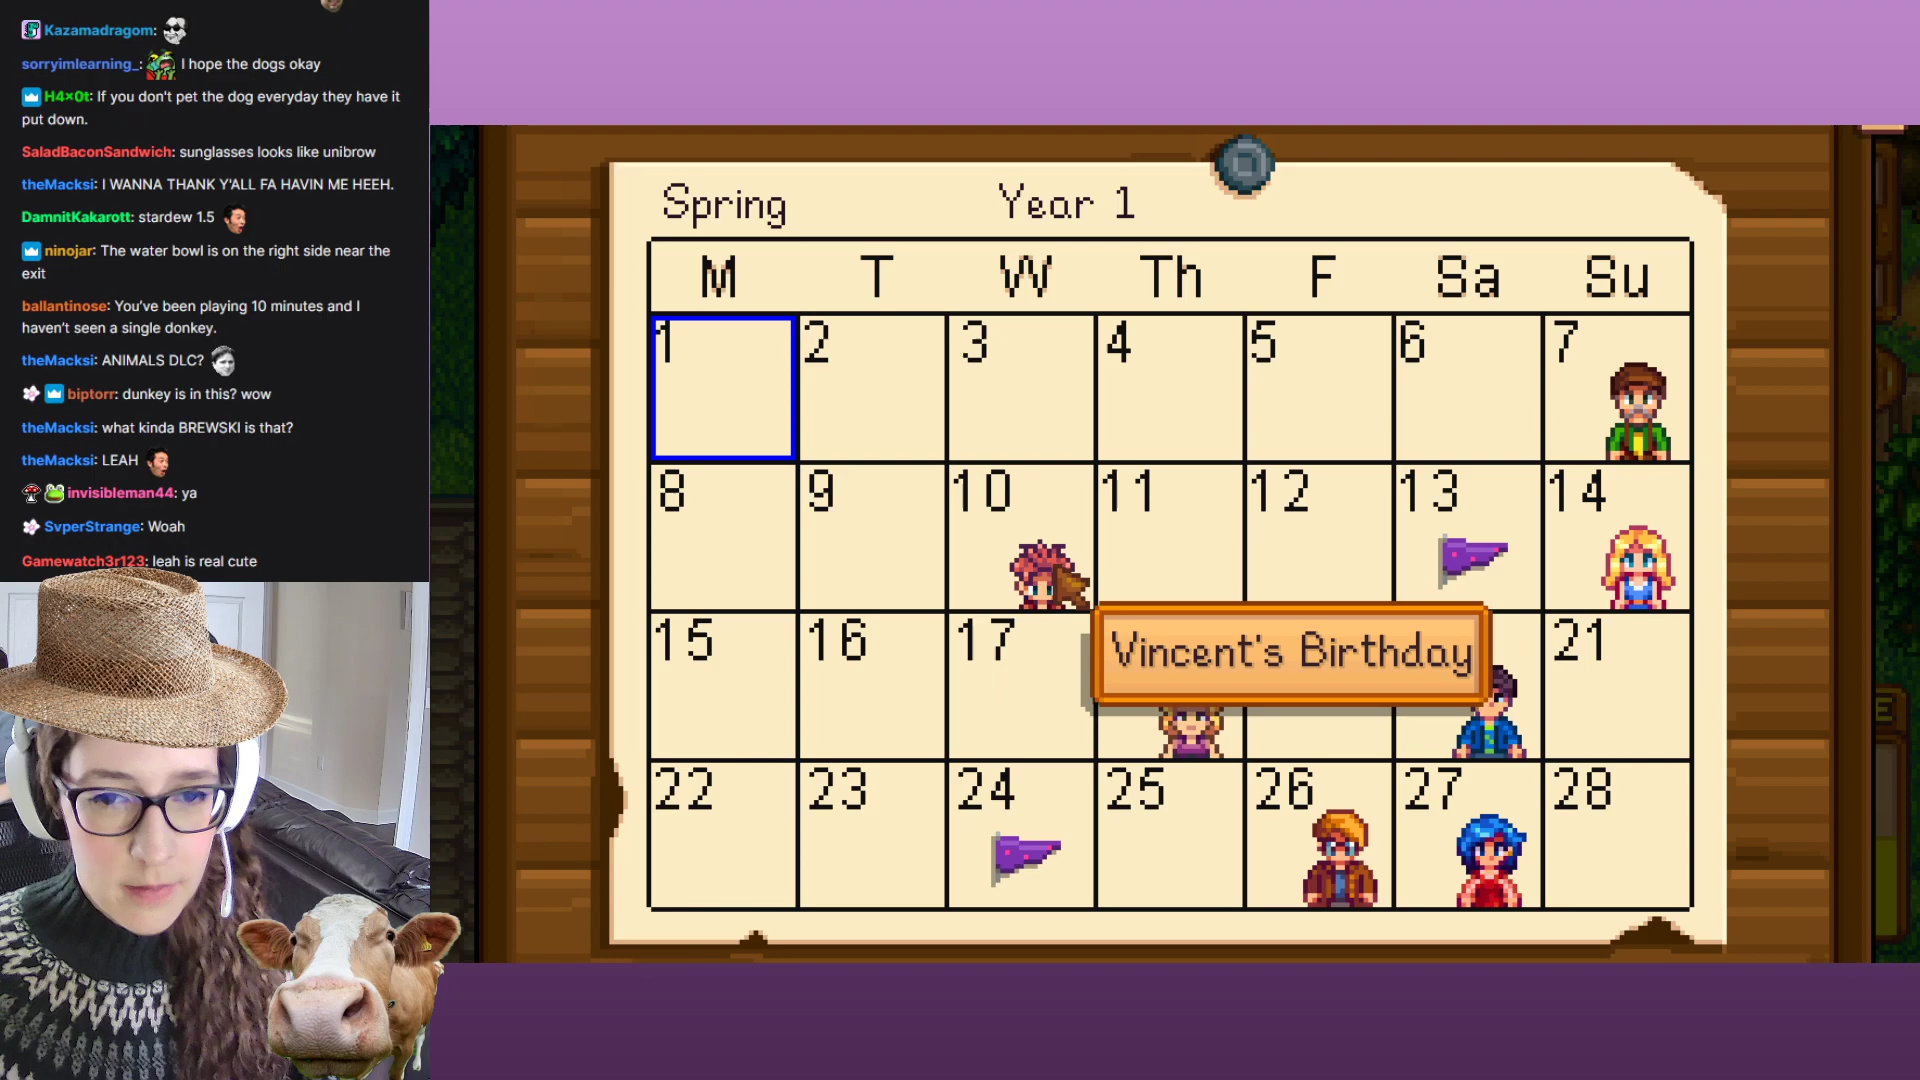 Kazamadragom:
sorryimlearning_: I hope the dogs okay
H4×0t: If you don't pet the dog everyday they have it
put down.
SaladBaconSandwich: sunglasses looks like unibrow
theMacksi: I WANNA THANK Y'ALL FA HAVIN ME HEEH.
DamnitKakarott: stardew 1.5
ninojar: The water bowl is on the right side near the
exit
ballantinose: You've been playing 10 minutes and I
haven't seen a single donkey.
theMacksi: ANIMALS DLC?
biptorr: dunkey is in this? wow
theMacksi: what kinda BREWSKI is that?
theMacksi: LEAH
invisibleman44: ya
SvperStrange: Woah
Gamewatch3r123: leah is real cute
Spring Year 1
M T W Th F Sa Su
1 2 3 4 5 6 7
8 9 10 11 12 13 14
15 16 17 21
Vincent's Birthday
22 23 24 25 26 27 28